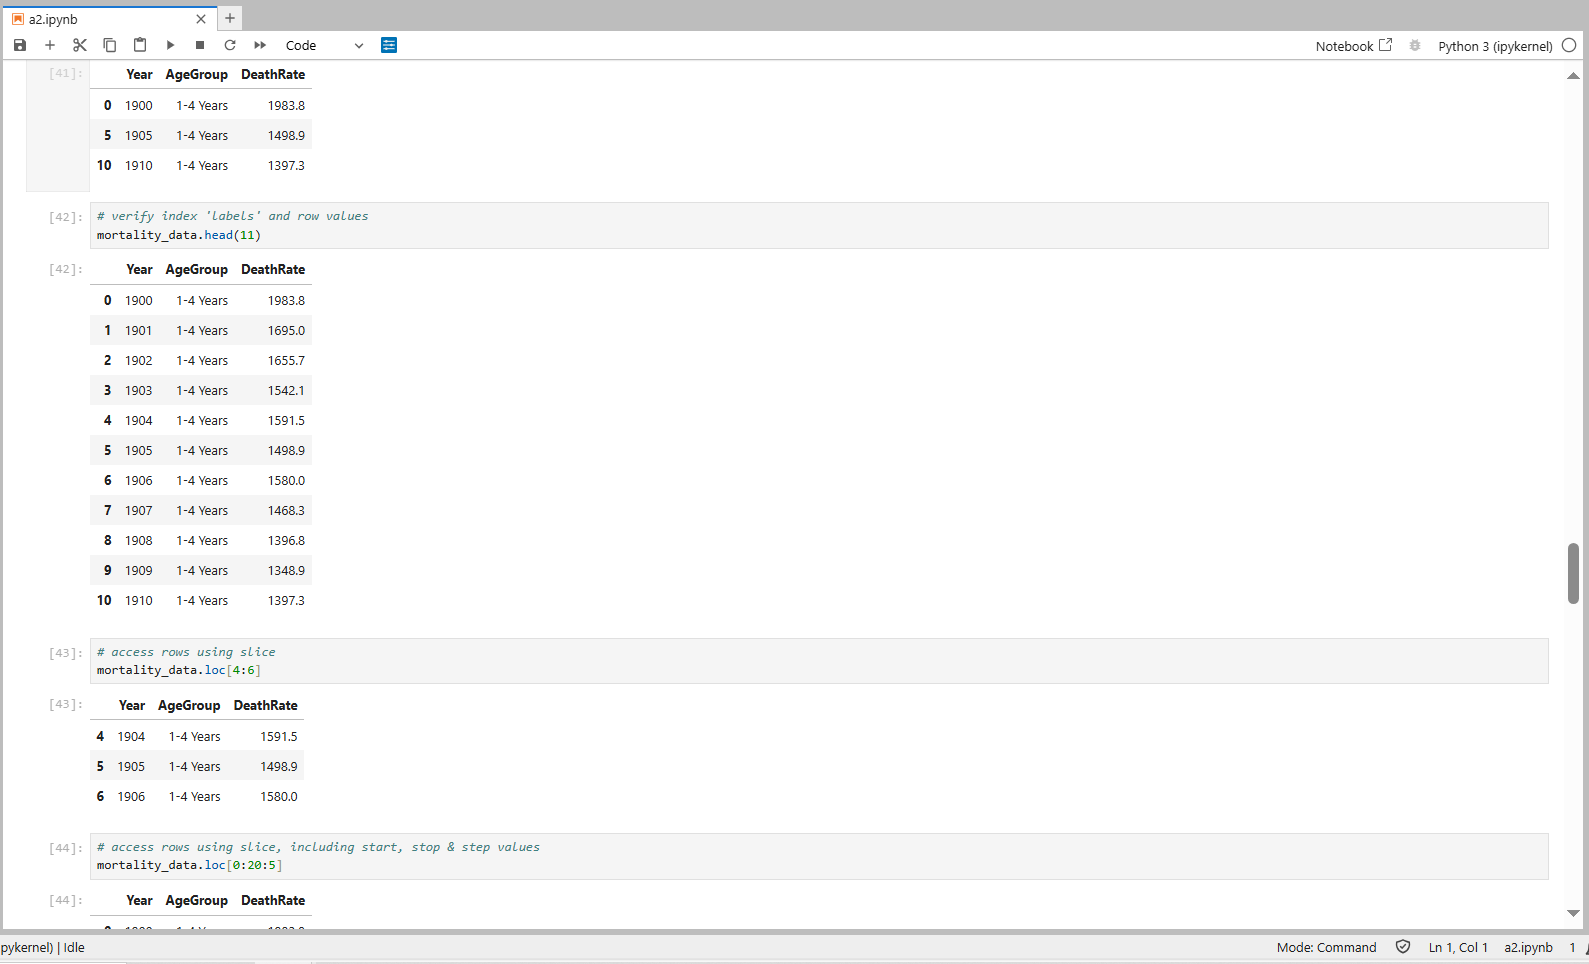 a2.ipynb
Code
Notebook
Python 3 (ipykernel)
[41]:
Year AgeGroup DeathRate
0 1900 1-4 Years 1983.8
5 1905 1-4 Years 1498.9
10 1910 1-4 Years 1397.3
[42]:
# verify index 'labels' and row values
mortality_data.head(11)
[42]:
Year AgeGroup DeathRate
0 1900 1-4 Years 1983.8
1 1901 1-4 Years 1695.0
2 1902 1-4 Years 1655.7
3 1903 1-4 Years 1542.1
4 1904 1-4 Years 1591.5
5 1905 1-4 Years 1498.9
6 1906 1-4 Years 1580.0
7 1907 1-4 Years 1468.3
8 1908 1-4 Years 1396.8
9 1909 1-4 Years 1348.9
10 1910 1-4 Years 1397.3
[43]:
# access rows using slice
mortality_data.loc[4:6]
[43]:
Year AgeGroup DeathRate
4 1904 1-4 Years 1591.5
5 1905 1-4 Years 1498.9
6 1906 1-4 Years 1580.0
[44]:
# access rows using slice, including start, stop & step values
mortality_data.loc[0:20:5]
[44]:
Year AgeGroup DeathRate
pykernel) | Idle
Mode: Command
Ln 1, Col 1
a2.ipynb
1